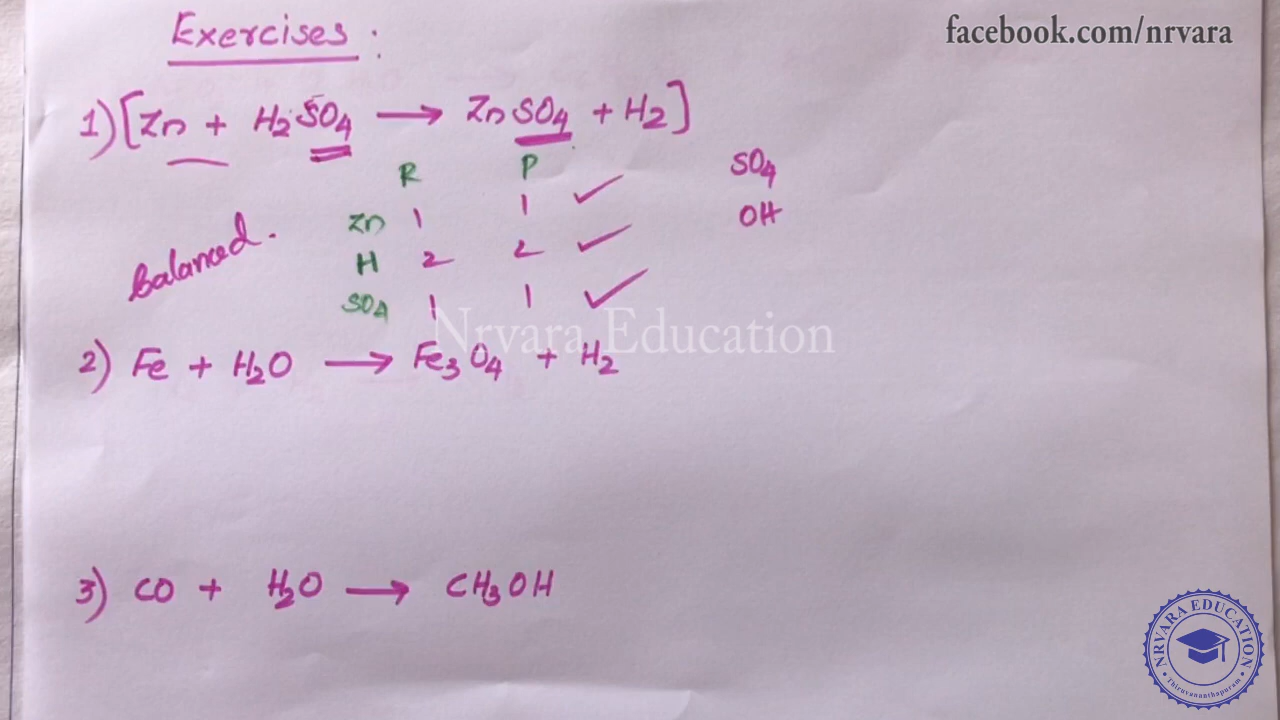 Exercises :
facebook.com/nrvara
1) [Zn + H2SO4 → ZnSO4 + H2]
R P
SO4
Zn 1 1 ✓
OH
Balanced.
H 2 2 ✓
SO4 1 1 ✓
Nrvara Education
2) Fe + H2O → Fe3O4 + H2
3) CO + H2O → CH3OH
NRVARA EDUCATION
Thiruvananthapuram